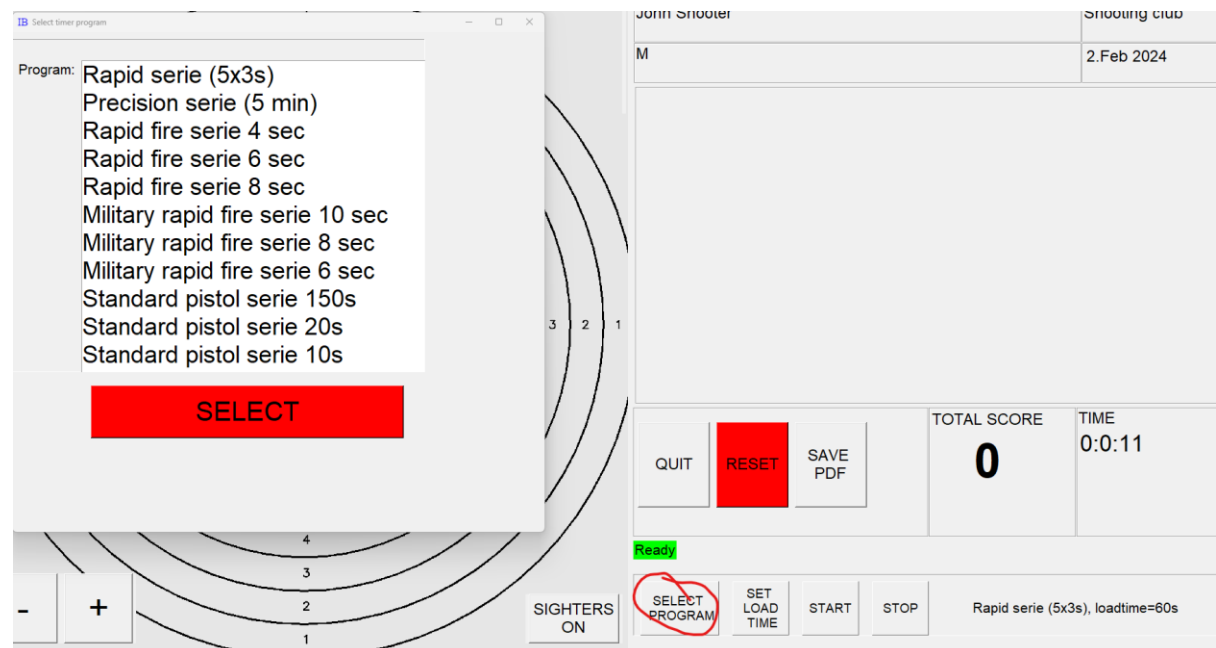 IB Select timer program
Program:
Rapid serie (5x3s)
Precision serie (5 min)
Rapid fire serie 4 sec
Rapid fire serie 6 sec
Rapid fire serie 8 sec
Military rapid fire serie 10 sec
Military rapid fire serie 8 sec
Military rapid fire serie 6 sec
Standard pistol serie 150s
Standard pistol serie 20s
Standard pistol serie 10s
SELECT
3 2 1
4
3
2
1
- +
SIGHTERS
ON
John Shooter
Shooting club
M
2.Feb 2024
QUIT
RESET
SAVE
PDF
TOTAL SCORE
0
TIME
0:0:11
Ready
SELECT
PROGRAM
SET
LOAD
TIME
START
STOP
Rapid serie (5x3s), loadtime=60s